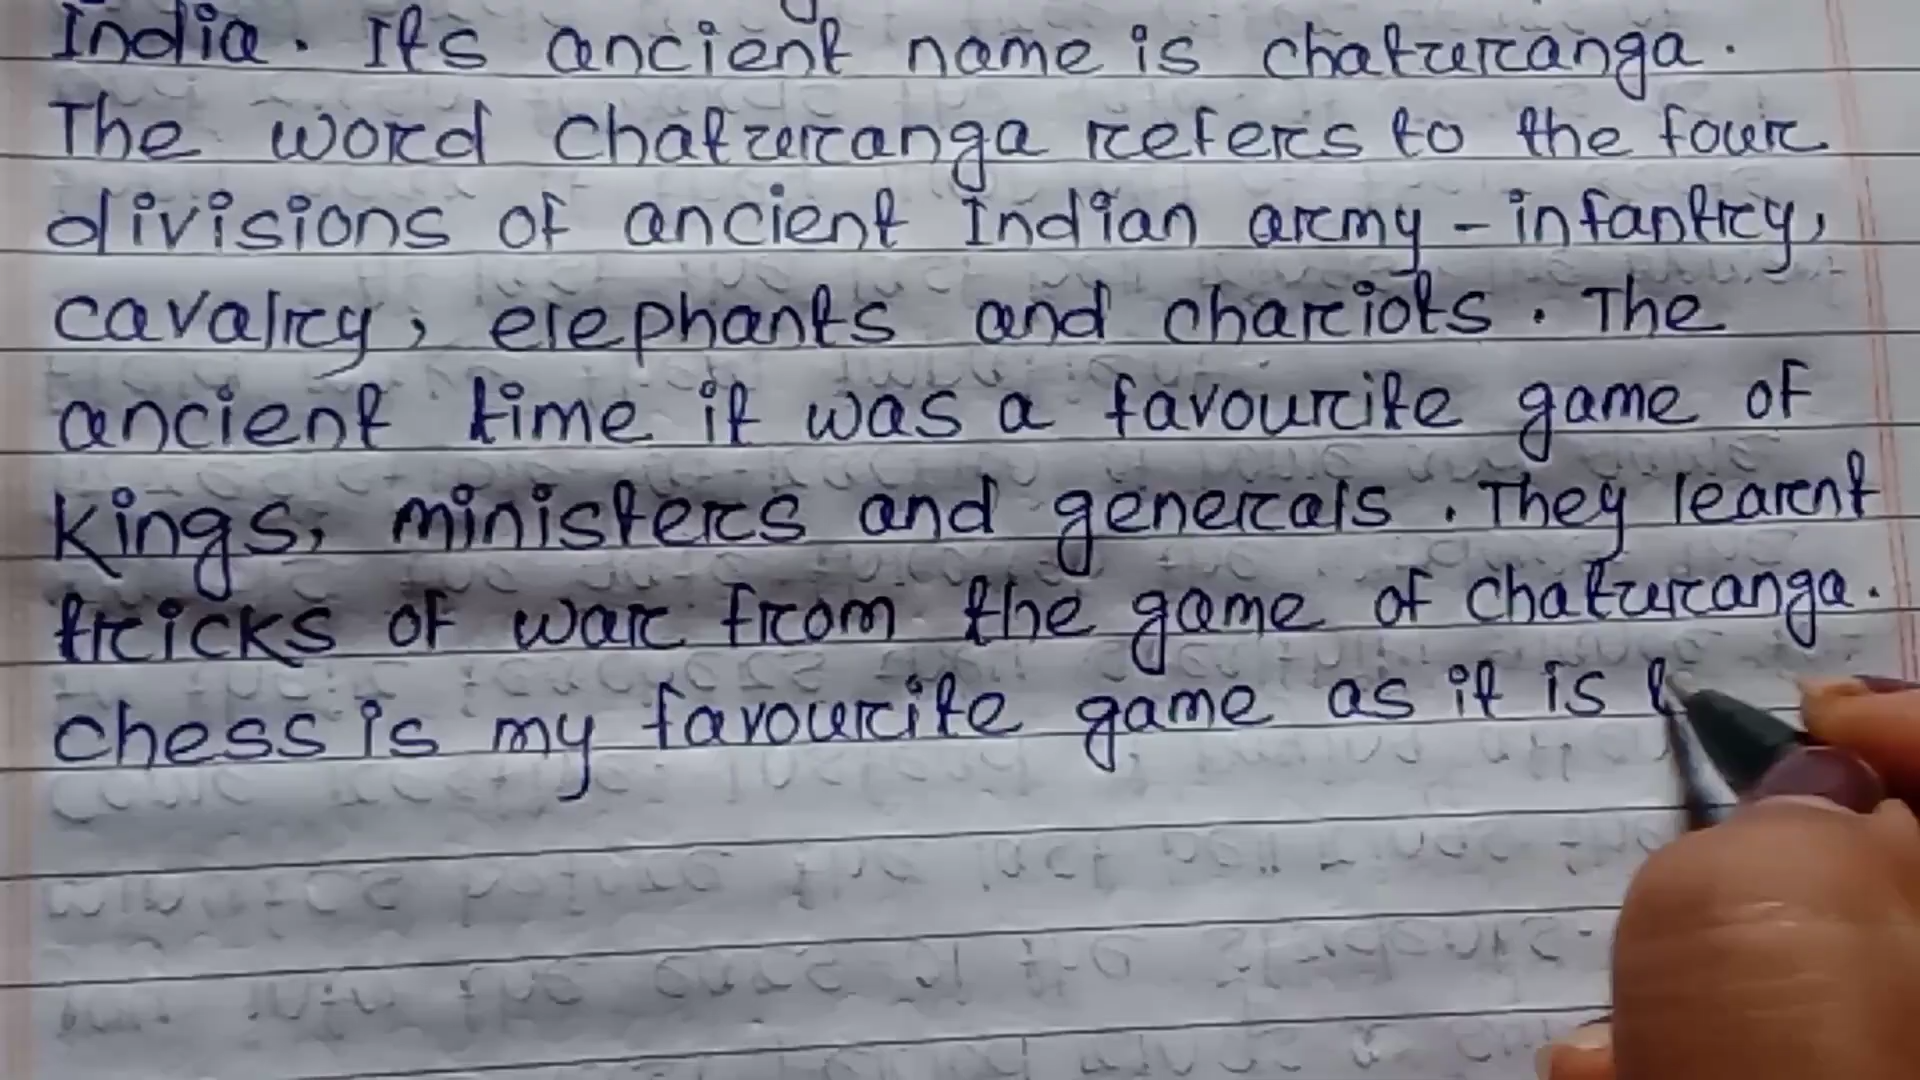 India. Its ancient name is chaturanga.
The word chaturanga refers to the four
divisions of ancient Indian army - infantry,
cavalry, elephants and chariots. The
ancient time it was a favourite game of
kings, ministers and generals. They learnt
tricks of war from the game of chaturanga.
chess is my favourite game as it is